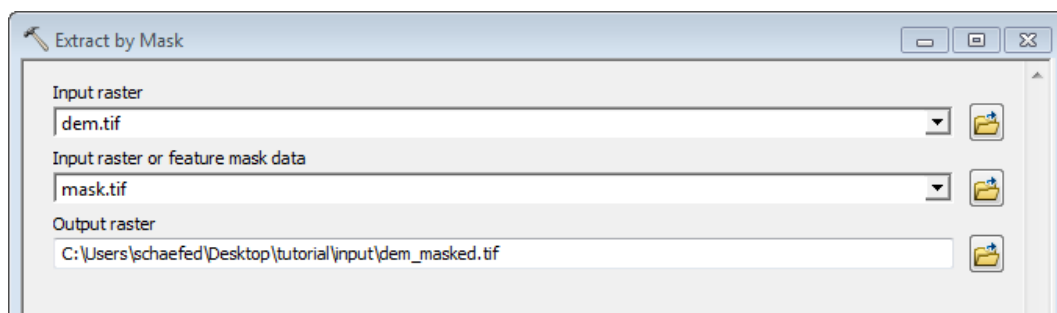 Extract by Mask
Input raster
dem.tif
Input raster or feature mask data
mask.tif
Output raster
C:\Users\schaefed\Desktop\tutorial\input\dem_masked.tif